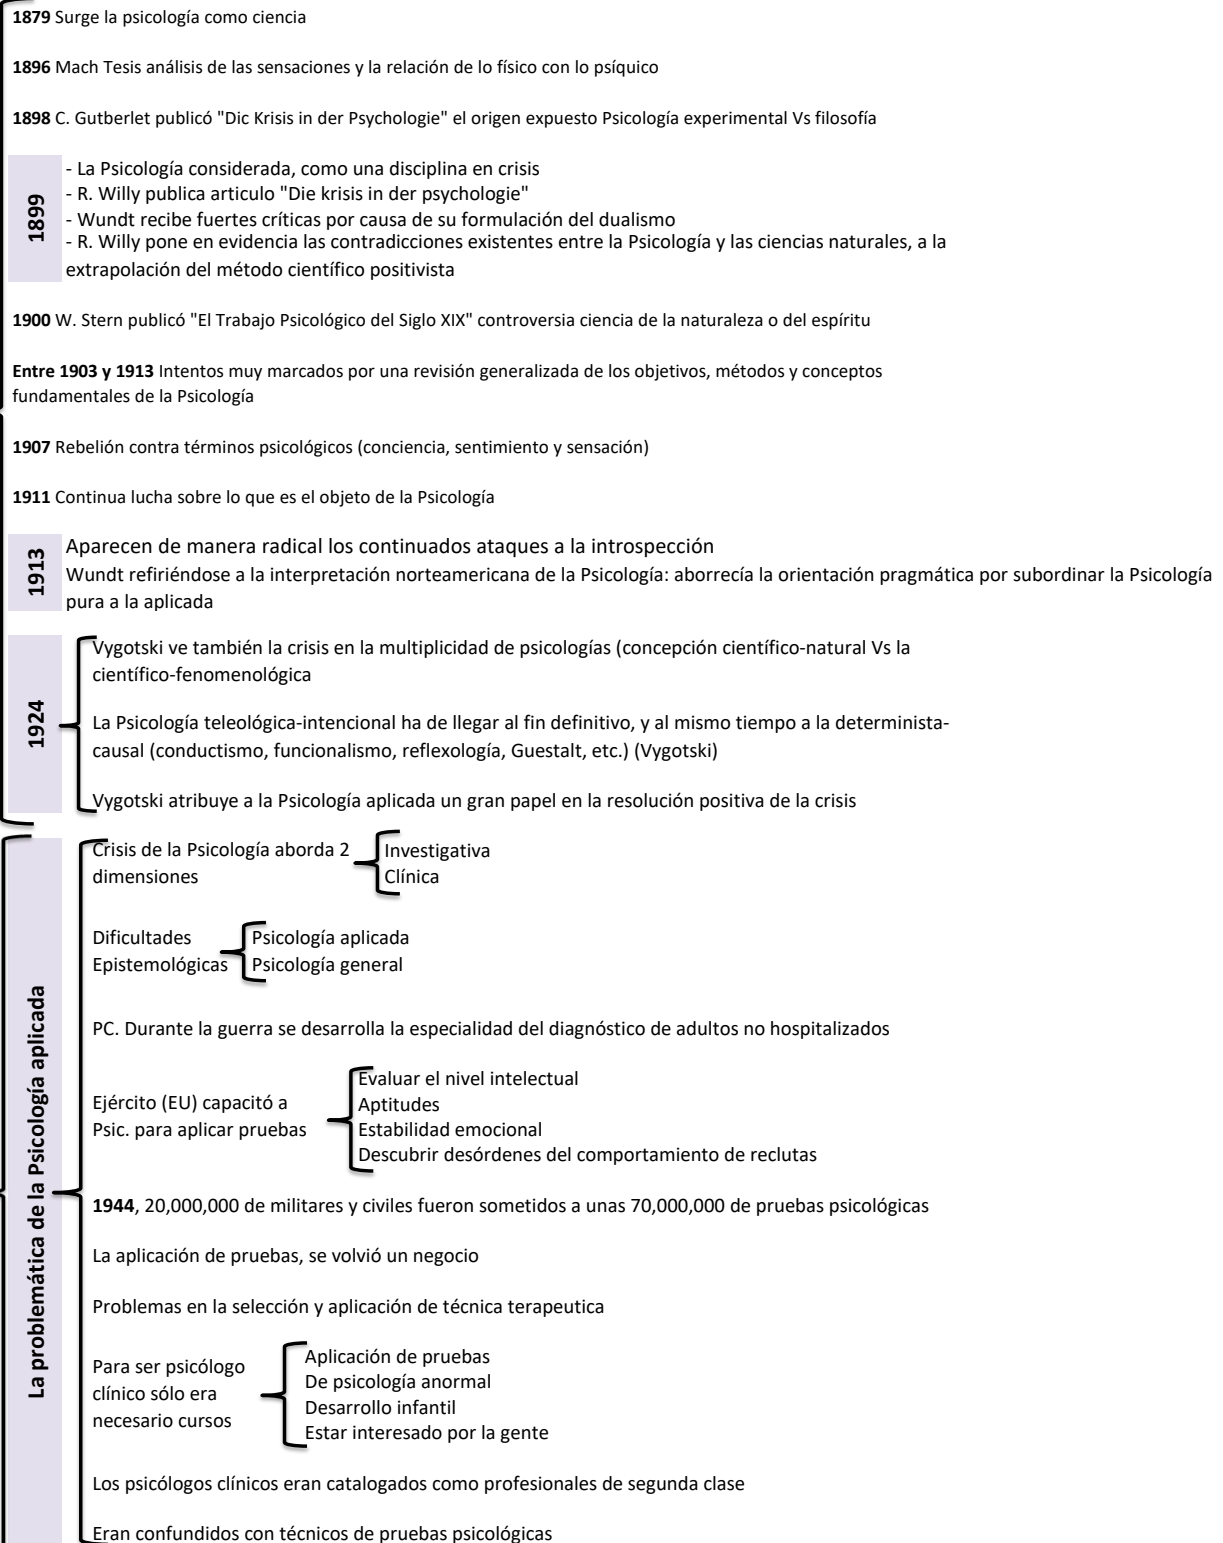 1879 Surge la psicología como ciencia
1896 Mach Tesis análisis de las sensaciones y la relación de lo físico con lo psíquico
1898 C. Gutberlet publicó "Dic Krisis in der Psychologie" el origen expuesto Psicología experimental Vs filosofía
1899
- La Psicología considerada, como una disciplina en crisis
- R. Willy publica articulo "Die krisis in der psychologie"
- Wundt recibe fuertes críticas por causa de su formulación del dualismo
- R. Willy pone en evidencia las contradicciones existentes entre la Psicología y las ciencias naturales, a la
extrapolación del método científico positivista
1900 W. Stern publicó "El Trabajo Psicológico del Siglo XIX" controversia ciencia de la naturaleza o del espíritu
Entre 1903 y 1913 Intentos muy marcados por una revisión generalizada de los objetivos, métodos y conceptos
fundamentales de la Psicología
1907 Rebelión contra términos psicológicos (conciencia, sentimiento y sensación)
1911 Continua lucha sobre lo que es el objeto de la Psicología
1913
Aparecen de manera radical los continuados ataques a la introspección
Wundt refiriéndose a la interpretación norteamericana de la Psicología: aborrecía la orientación pragmática por subordinar la Psicología
pura a la aplicada
1924
Vygotski ve también la crisis en la multiplicidad de psicologías (concepción científico-natural Vs la
científico-fenomenológica
La Psicología teleológica-intencional ha de llegar al fin definitivo, y al mismo tiempo a la determinista-
causal (conductismo, funcionalismo, reflexología, Guestalt, etc.) (Vygotski)
Vygotski atribuye a la Psicología aplicada un gran papel en la resolución positiva de la crisis
La problemática de la Psicología aplicada
Crisis de la Psicología aborda 2
dimensiones
Investigativa
Clínica
Dificultades
Epistemológicas
Psicología aplicada
Psicología general
PC. Durante la guerra se desarrolla la especialidad del diagnóstico de adultos no hospitalizados
Ejército (EU) capacitó a
Psic. para aplicar pruebas
Evaluar el nivel intelectual
Aptitudes
Estabilidad emocional
Descubrir desórdenes del comportamiento de reclutas
1944, 20,000,000 de militares y civiles fueron sometidos a unas 70,000,000 de pruebas psicológicas
La aplicación de pruebas, se volvió un negocio
Problemas en la selección y aplicación de técnica terapeutica
Para ser psicólogo
clínico sólo era
necesario cursos
Aplicación de pruebas
De psicología anormal
Desarrollo infantil
Estar interesado por la gente
Los psicólogos clínicos eran catalogados como profesionales de segunda clase
Eran confundidos con técnicos de pruebas psicológicas